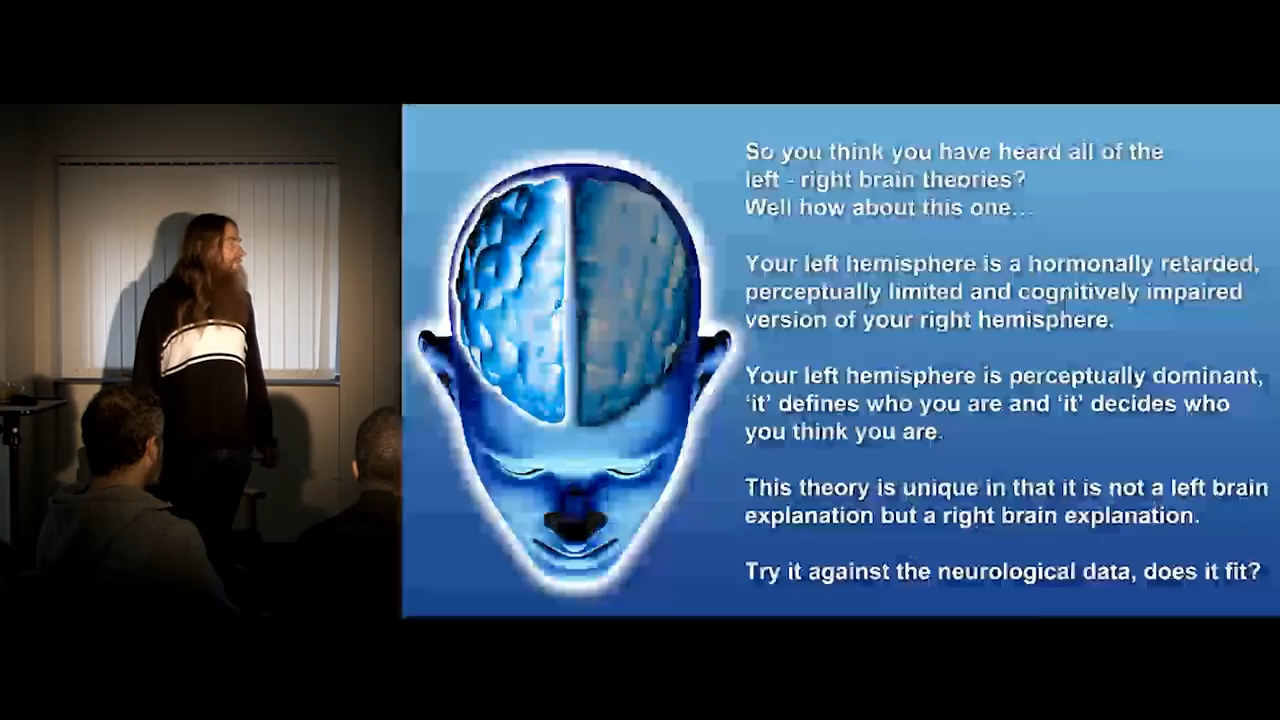 So you think you have heard all of the
left - right brain theories?
Well how about this one...
Your left hemisphere is a hormonally retarded,
perceptually limited and cognitively impaired
version of your right hemisphere.
Your left hemisphere is perceptually dominant,
‘it’ defines who you are and ‘it’ decides who
you think you are.
This theory is unique in that it is not a left brain
explanation but a right brain explanation.
Try it against the neurological data, does it fit?